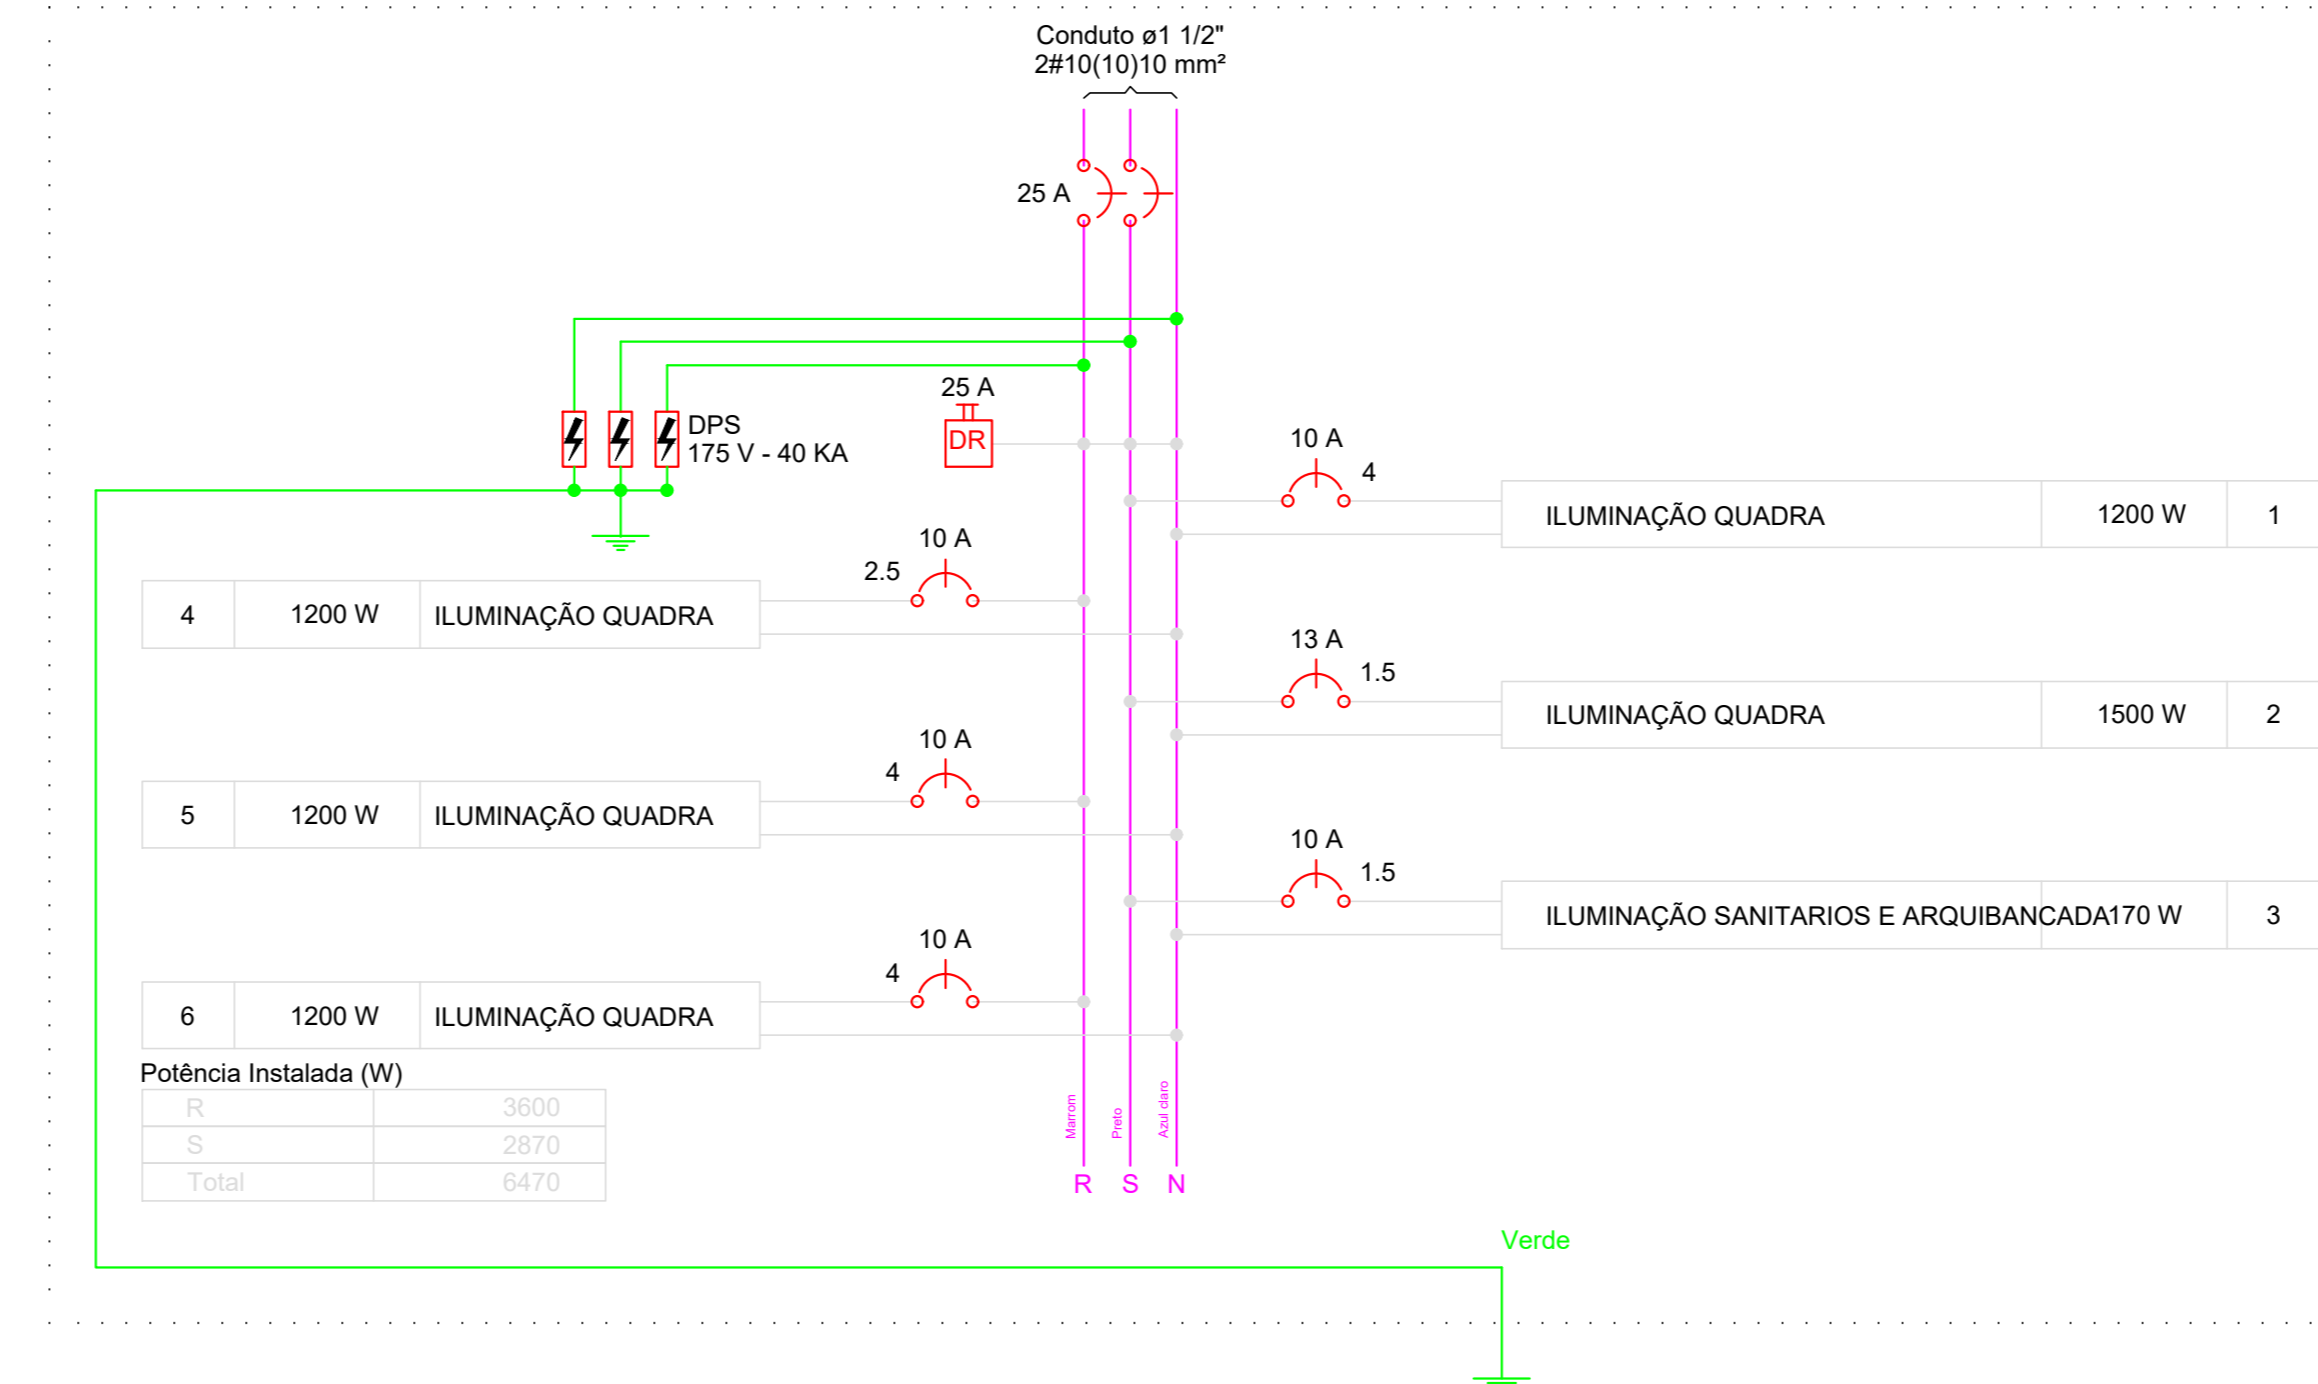 Conduto ø1 1/2"
2#10(10)10 mm²
25 A
25 A
DR
DPS
175 V - 40 KA
10 A
4
ILUMINAÇÃO QUADRA 1200 W 1
10 A
2.5
4 1200 W ILUMINAÇÃO QUADRA
13 A
1.5
ILUMINAÇÃO QUADRA 1500 W 2
10 A
4
5 1200 W ILUMINAÇÃO QUADRA
10 A
1.5
ILUMINAÇÃO SANITARIOS E ARQUIBANCADA 170 W 3
10 A
4
6 1200 W ILUMINAÇÃO QUADRA
Potência Instalada (W)
R 3600
S 2870
Total 6470
Marrom
Preto
Azul claro
R S N
Verde